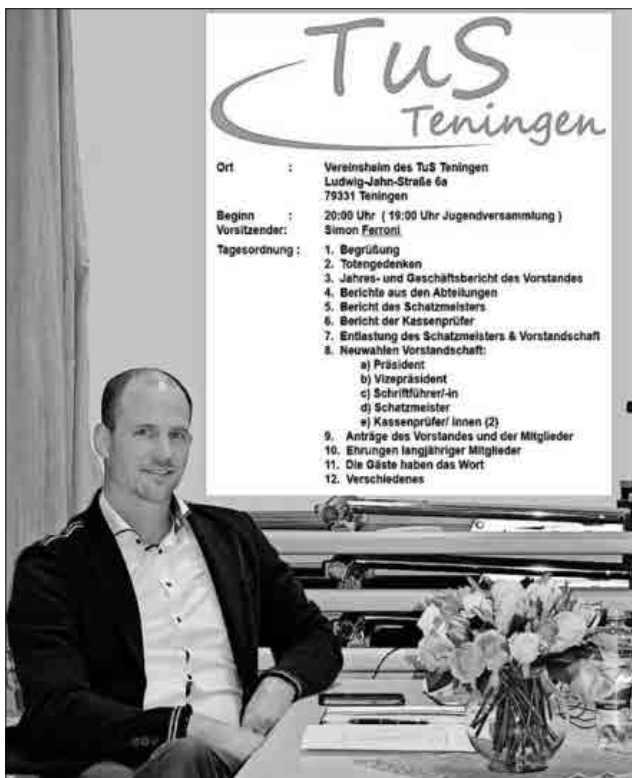 TuS
Teningen
Ort : Vereinsheim des TuS Teningen
Ludwig-Jahn-Straße 6a
79331 Teningen
Beginn : 20:00 Uhr ( 19:00 Uhr Jugendversammlung )
Vorsitzender: Simon Ferroni
Tagesordnung : 1. Begrüßung
2. Totengedenken
3. Jahres- und Geschäftsbericht des Vorstandes
4. Berichte aus den Abteilungen
5. Bericht des Schatzmeisters
6. Bericht der Kassenprüfer
7. Entlastung des Schatzmeisters & Vorstandschaft
8. Neuwahlen Vorstandschaft:
a) Präsident
b) Vizepräsident
c) Schriftführer/-in
d) Schatzmeister
e) Kassenprüfer/ innen (2)
9. Anträge des Vorstandes und der Mitglieder
10. Ehrungen langjähriger Mitglieder
11. Die Gäste haben das Wort
12. Verschiedenes